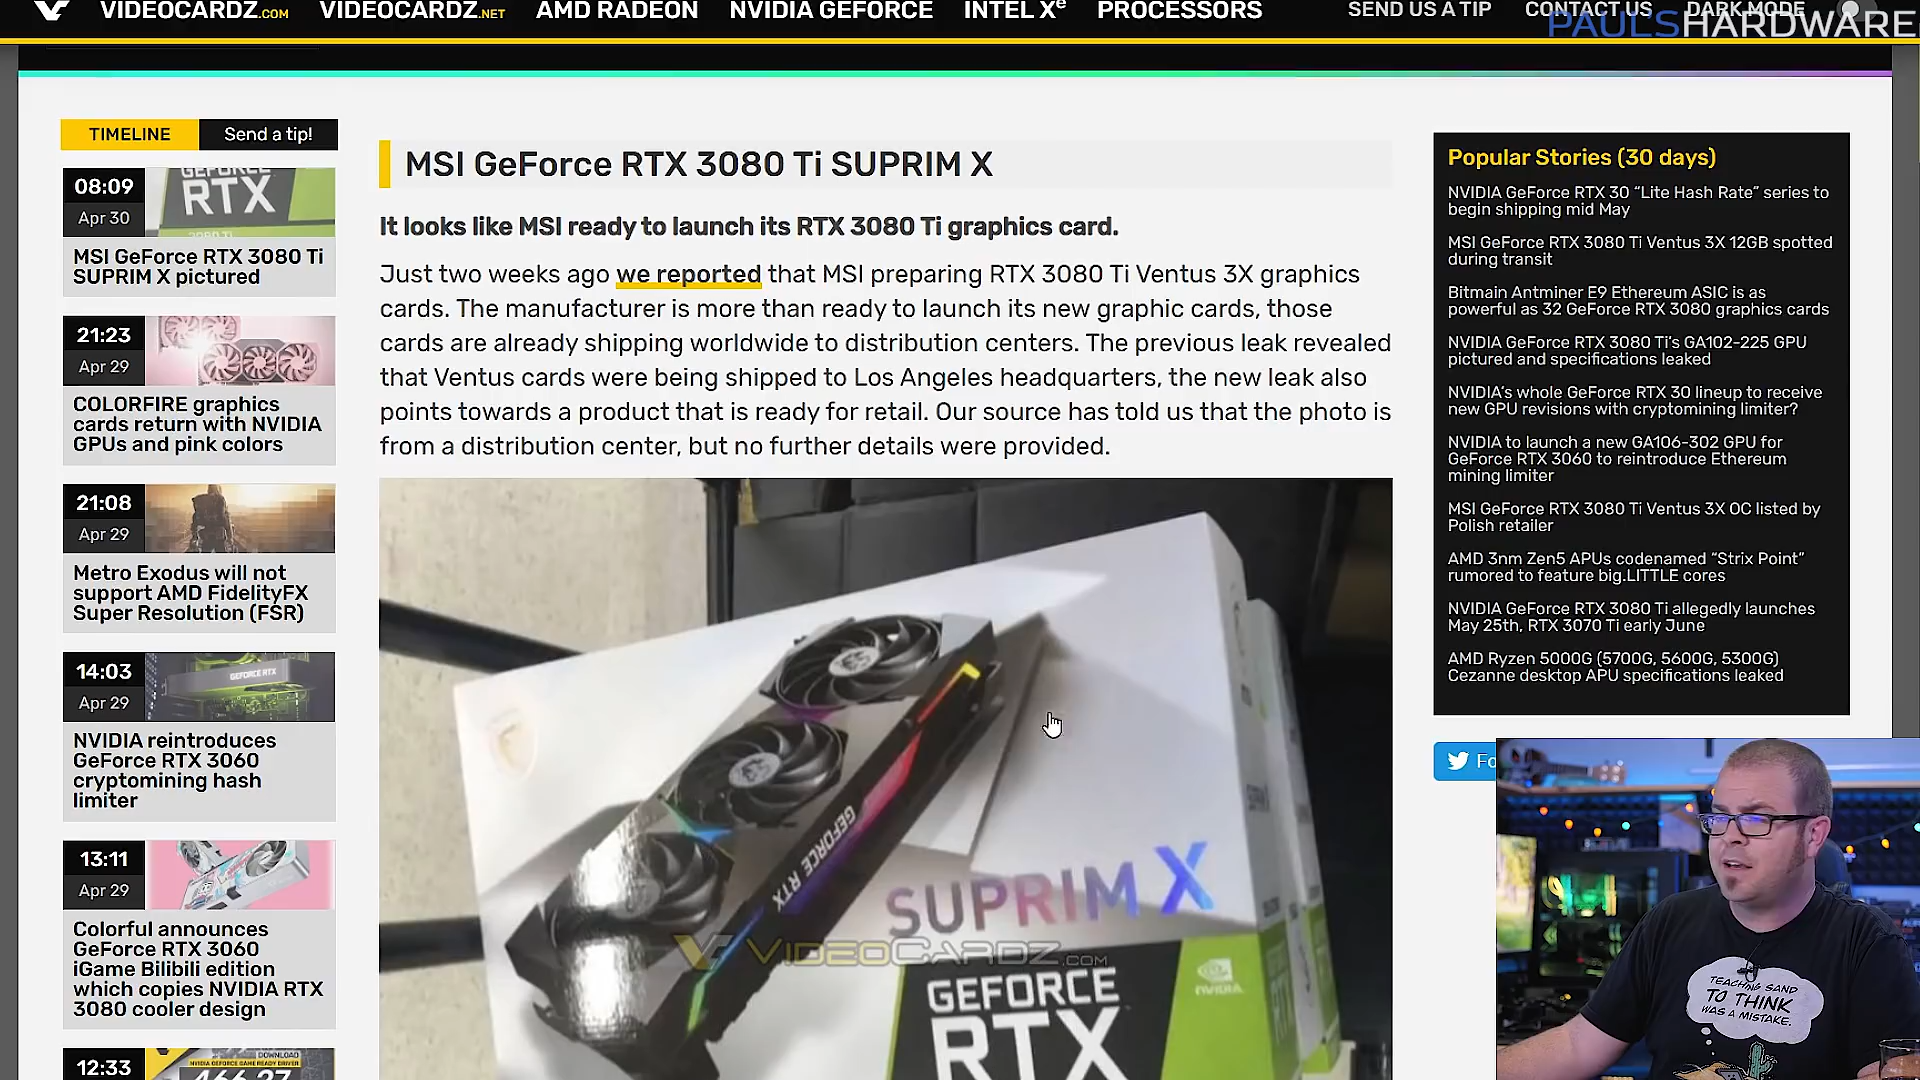 VIDEOCARDZ.COM
VIDEOCARDZ.NET
AMD RADEON
NVIDIA GEFORCE
INTEL Xe
PROCESSORS
SEND US A TIP
CONTACT US
DARK MODE
PAUL'SHARDWARE
TIMELINE
Send a tip!
08:09
Apr 30
GEFORCE
RTX
3080 Ti
MSI GeForce RTX 3080 Ti
SUPRIM X pictured
21:23
Apr 29
COLORFIRE graphics
cards return with NVIDIA
GPUs and pink colors
21:08
Apr 29
Metro Exodus will not
support AMD FidelityFX
Super Resolution (FSR)
14:03
Apr 29
GEFORCE RTX
NVIDIA reintroduces
GeForce RTX 3060
cryptomining hash
limiter
13:11
Apr 29
Colorful announces
GeForce RTX 3060
iGame Bilibili edition
which copies NVIDIA RTX
3080 cooler design
12:33
DOWNLOAD
NVIDIA GEFORCE GAME READY DRIVER
466.27
MSI GeForce RTX 3080 Ti SUPRIM X
It looks like MSI ready to launch its RTX 3080 Ti graphics card.
Just two weeks ago we reported that MSI preparing RTX 3080 Ti Ventus 3X graphics
cards. The manufacturer is more than ready to launch its new graphic cards, those
cards are already shipping worldwide to distribution centers. The previous leak revealed
that Ventus cards were being shipped to Los Angeles headquarters, the new leak also
points towards a product that is ready for retail. Our source has told us that the photo is
from a distribution center, but no further details were provided.
GEFORCE RTX
SUPRIM X
VIDEOCARDZ.COM
GEFORCE
RTX
NVIDIA
Popular Stories (30 days)
NVIDIA GeForce RTX 30 “Lite Hash Rate” series to
begin shipping mid May
MSI GeForce RTX 3080 Ti Ventus 3X 12GB spotted
during transit
Bitmain Antminer E9 Ethereum ASIC is as
powerful as 32 GeForce RTX 3080 graphics cards
NVIDIA GeForce RTX 3080 Ti’s GA102-225 GPU
pictured and specifications leaked
NVIDIA’s whole GeForce RTX 30 lineup to receive
new GPU revisions with cryptomining limiter?
NVIDIA to launch a new GA106-302 GPU for
GeForce RTX 3060 to reintroduce Ethereum
mining limiter
MSI GeForce RTX 3080 Ti Ventus 3X OC listed by
Polish retailer
AMD 3nm Zen5 APUs codenamed “Strix Point”
rumored to feature big.LITTLE cores
NVIDIA GeForce RTX 3080 Ti allegedly launches
May 25th, RTX 3070 Ti early June
AMD Ryzen 5000G (5700G, 5600G, 5300G)
Cezanne desktop APU specifications leaked
Fo
TEACHING SAND
TO THINK
WAS A MISTAKE.